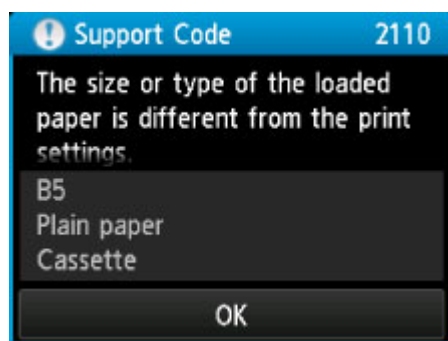 Support Code 2110
The size or type of the loaded
paper is different from the print
settings.
B5
Plain paper
Cassette
OK